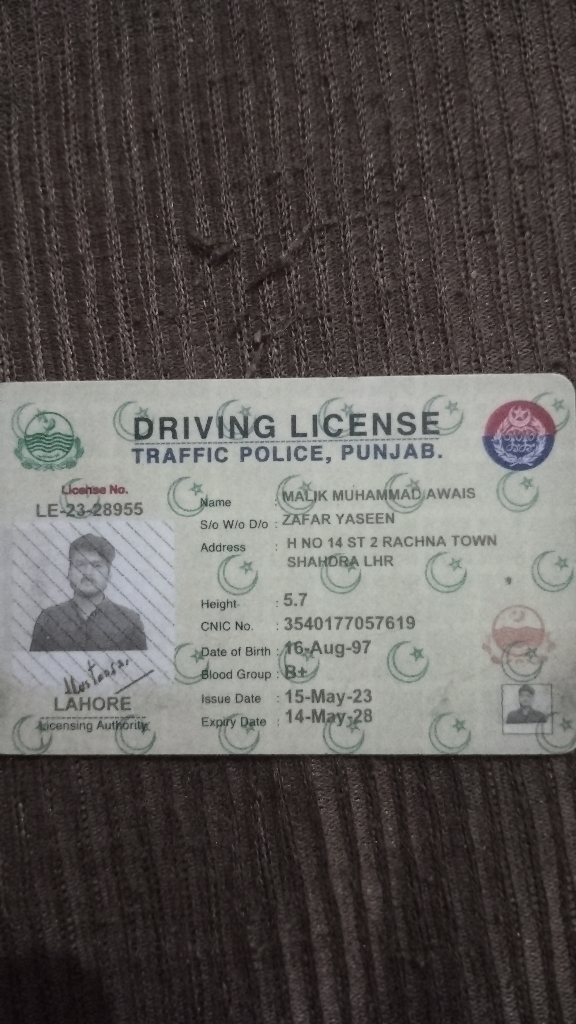 DRIVING LICENSE
TRAFFIC POLICE, PUNJAB.
License No.
LE-23-28955
Name : MALIK MUHAMMAD AWAIS
S/o W/o D/o : ZAFAR YASEEN
Address : H NO 14 ST 2 RACHNA TOWN
SHAHDRA LHR
Height : 5.7
CNIC No. : 3540177057619
Date of Birth : 16-Aug-97
Blood Group : B+
Issue Date : 15-May-23
Expiry Date : 14-May-28
LAHORE
Licensing Authority